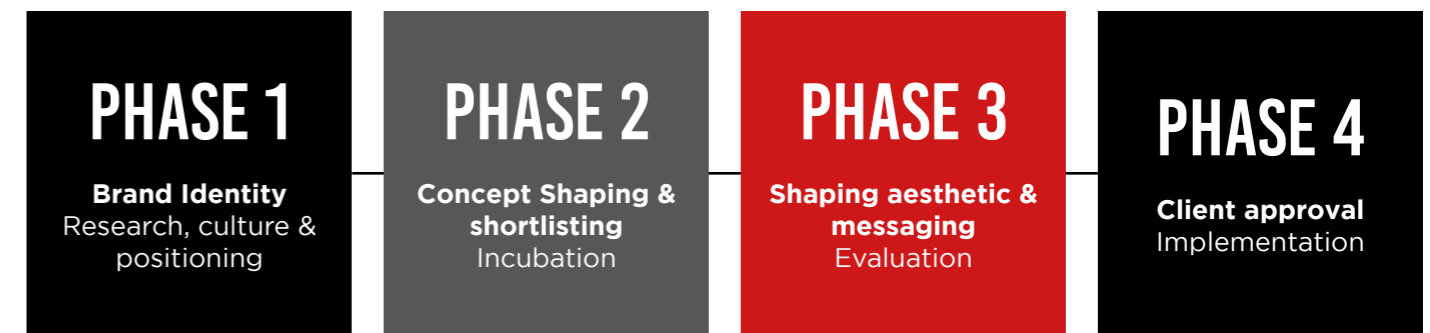 PHASE 1
Brand Identity
Research, culture &
positioning
PHASE 2
Concept Shaping &
shortlisting
Incubation
PHASE 3
Shaping aesthetic &
messaging
Evaluation
PHASE 4
Client approval
Implementation